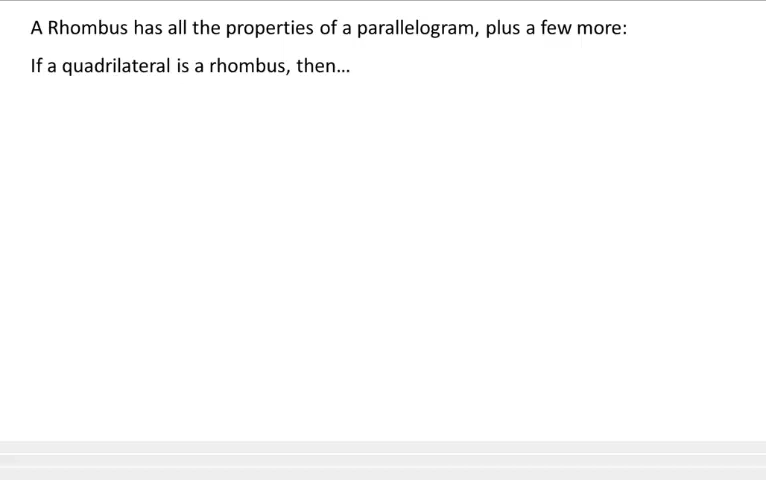 A Rhombus has all the properties of a parallelogram, plus a few more:
If a quadrilateral is a rhombus, then…